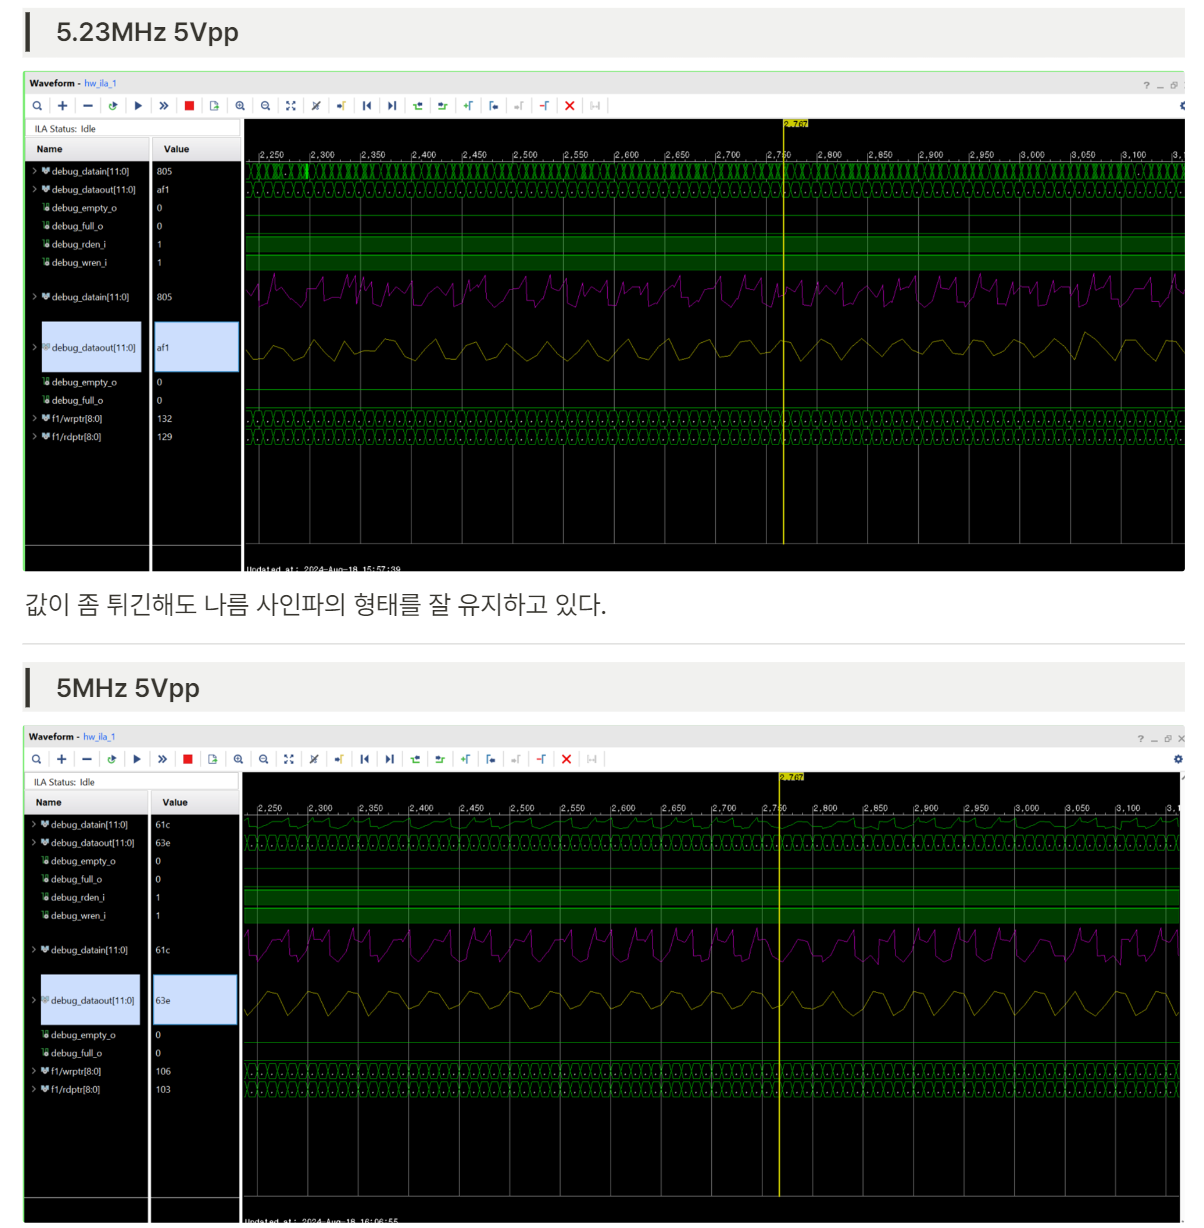 5.23MHz 5Vpp
Waveform - hw_ila_1
ILA Status: Idle
2,767
Name Value
2,250 2,300 2,350 2,400 2,450 2,500 2,550 2,600 2,650 2,700 2,7 50 2,800 2,850 2,900 2,950 3,000 3,050 3,100 3,1
debug_datain[11:0] 805
debug_dataout[11:0] af1
debug_empty_o 0
debug_full_o 0
debug_rden_i 1
debug_wren_i 1
debug_datain[11:0] 805
debug_dataout[11:0] af1
debug_empty_o 0
debug_full_o 0
f1/wrptr[8:0] 132
f1/rdptr[8:0] 129
Updated at: 2024-Aug-18 15:57:39
값이 좀 튀긴해도 나름 사인파의 형태를 잘 유지하고 있다.
5MHz 5Vpp
Waveform - hw_ila_1
ILA Status: Idle
2,767
Name Value
2,250 2,300 2,350 2,400 2,450 2,500 2,550 2,600 2,650 2,700 2,7 50 2,800 2,850 2,900 2,950 3,000 3,050 3,100 3,1
debug_datain[11:0] 61c
debug_dataout[11:0] 63e
debug_empty_o 0
debug_full_o 0
debug_rden_i 1
debug_wren_i 1
debug_datain[11:0] 61c
debug_dataout[11:0] 63e
debug_empty_o 0
debug_full_o 0
f1/wrptr[8:0] 106
f1/rdptr[8:0] 103
Updated at: 2024-Aug-18 16:06:55